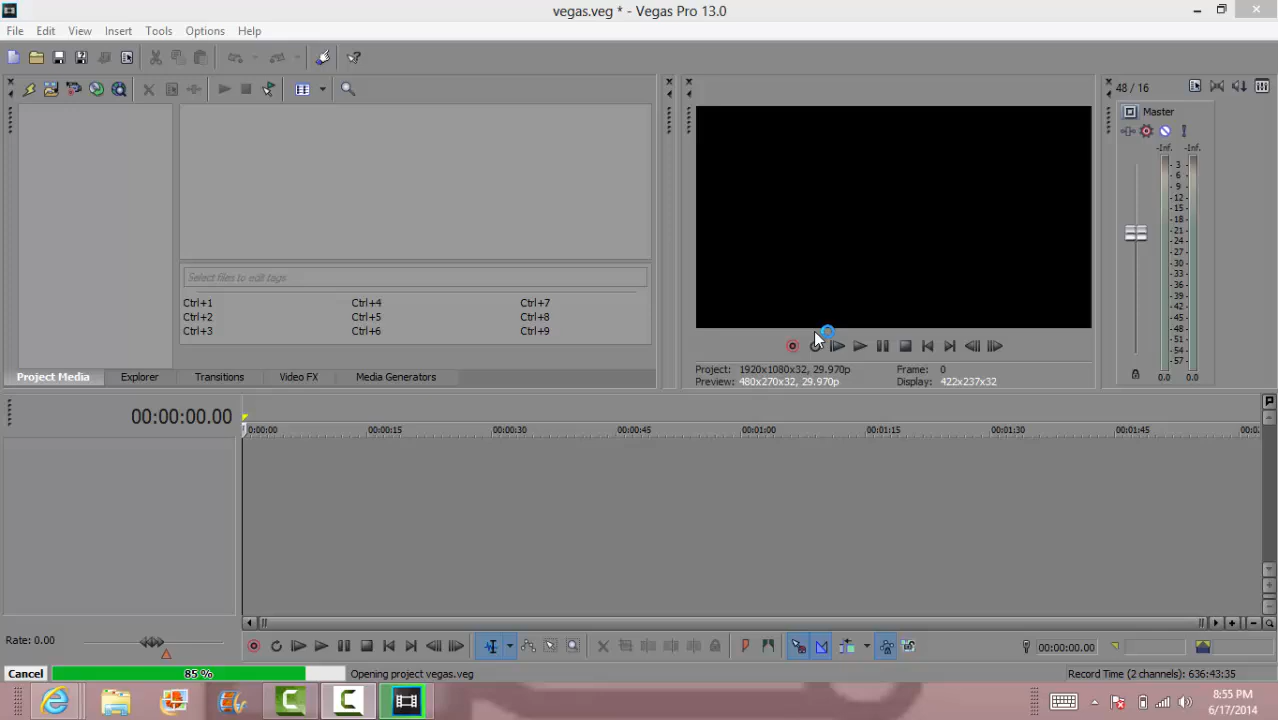 vegas.veg * - Vegas Pro 13.0
File Edit View Insert Tools Options Help
48 / 16
Master
-Inf. -Inf.
3
6
9
12
15
18
21
24
27
30
33
36
39
42
45
48
51
54
57
0.0 0.0
Select files to edit tags
Ctrl+1 Ctrl+4 Ctrl+7
Ctrl+2 Ctrl+5 Ctrl+8
Ctrl+3 Ctrl+6 Ctrl+9
Project Media Explorer Transitions Video FX Media Generators
Project: 1920x1080x32, 29.970p Frame: 0
Preview: 480x270x32, 29.970p Display: 422x237x32
00:00:00.00
0:00:00 00:00:15 00:00:30 00:00:45 00:01:00 00:01:15 00:01:30 00:01:45
Rate: 0.00
00:00:00.00
Cancel 85 % Opening project vegas.veg Record Time (2 channels): 636:43:35
8:55 PM
6/17/2014